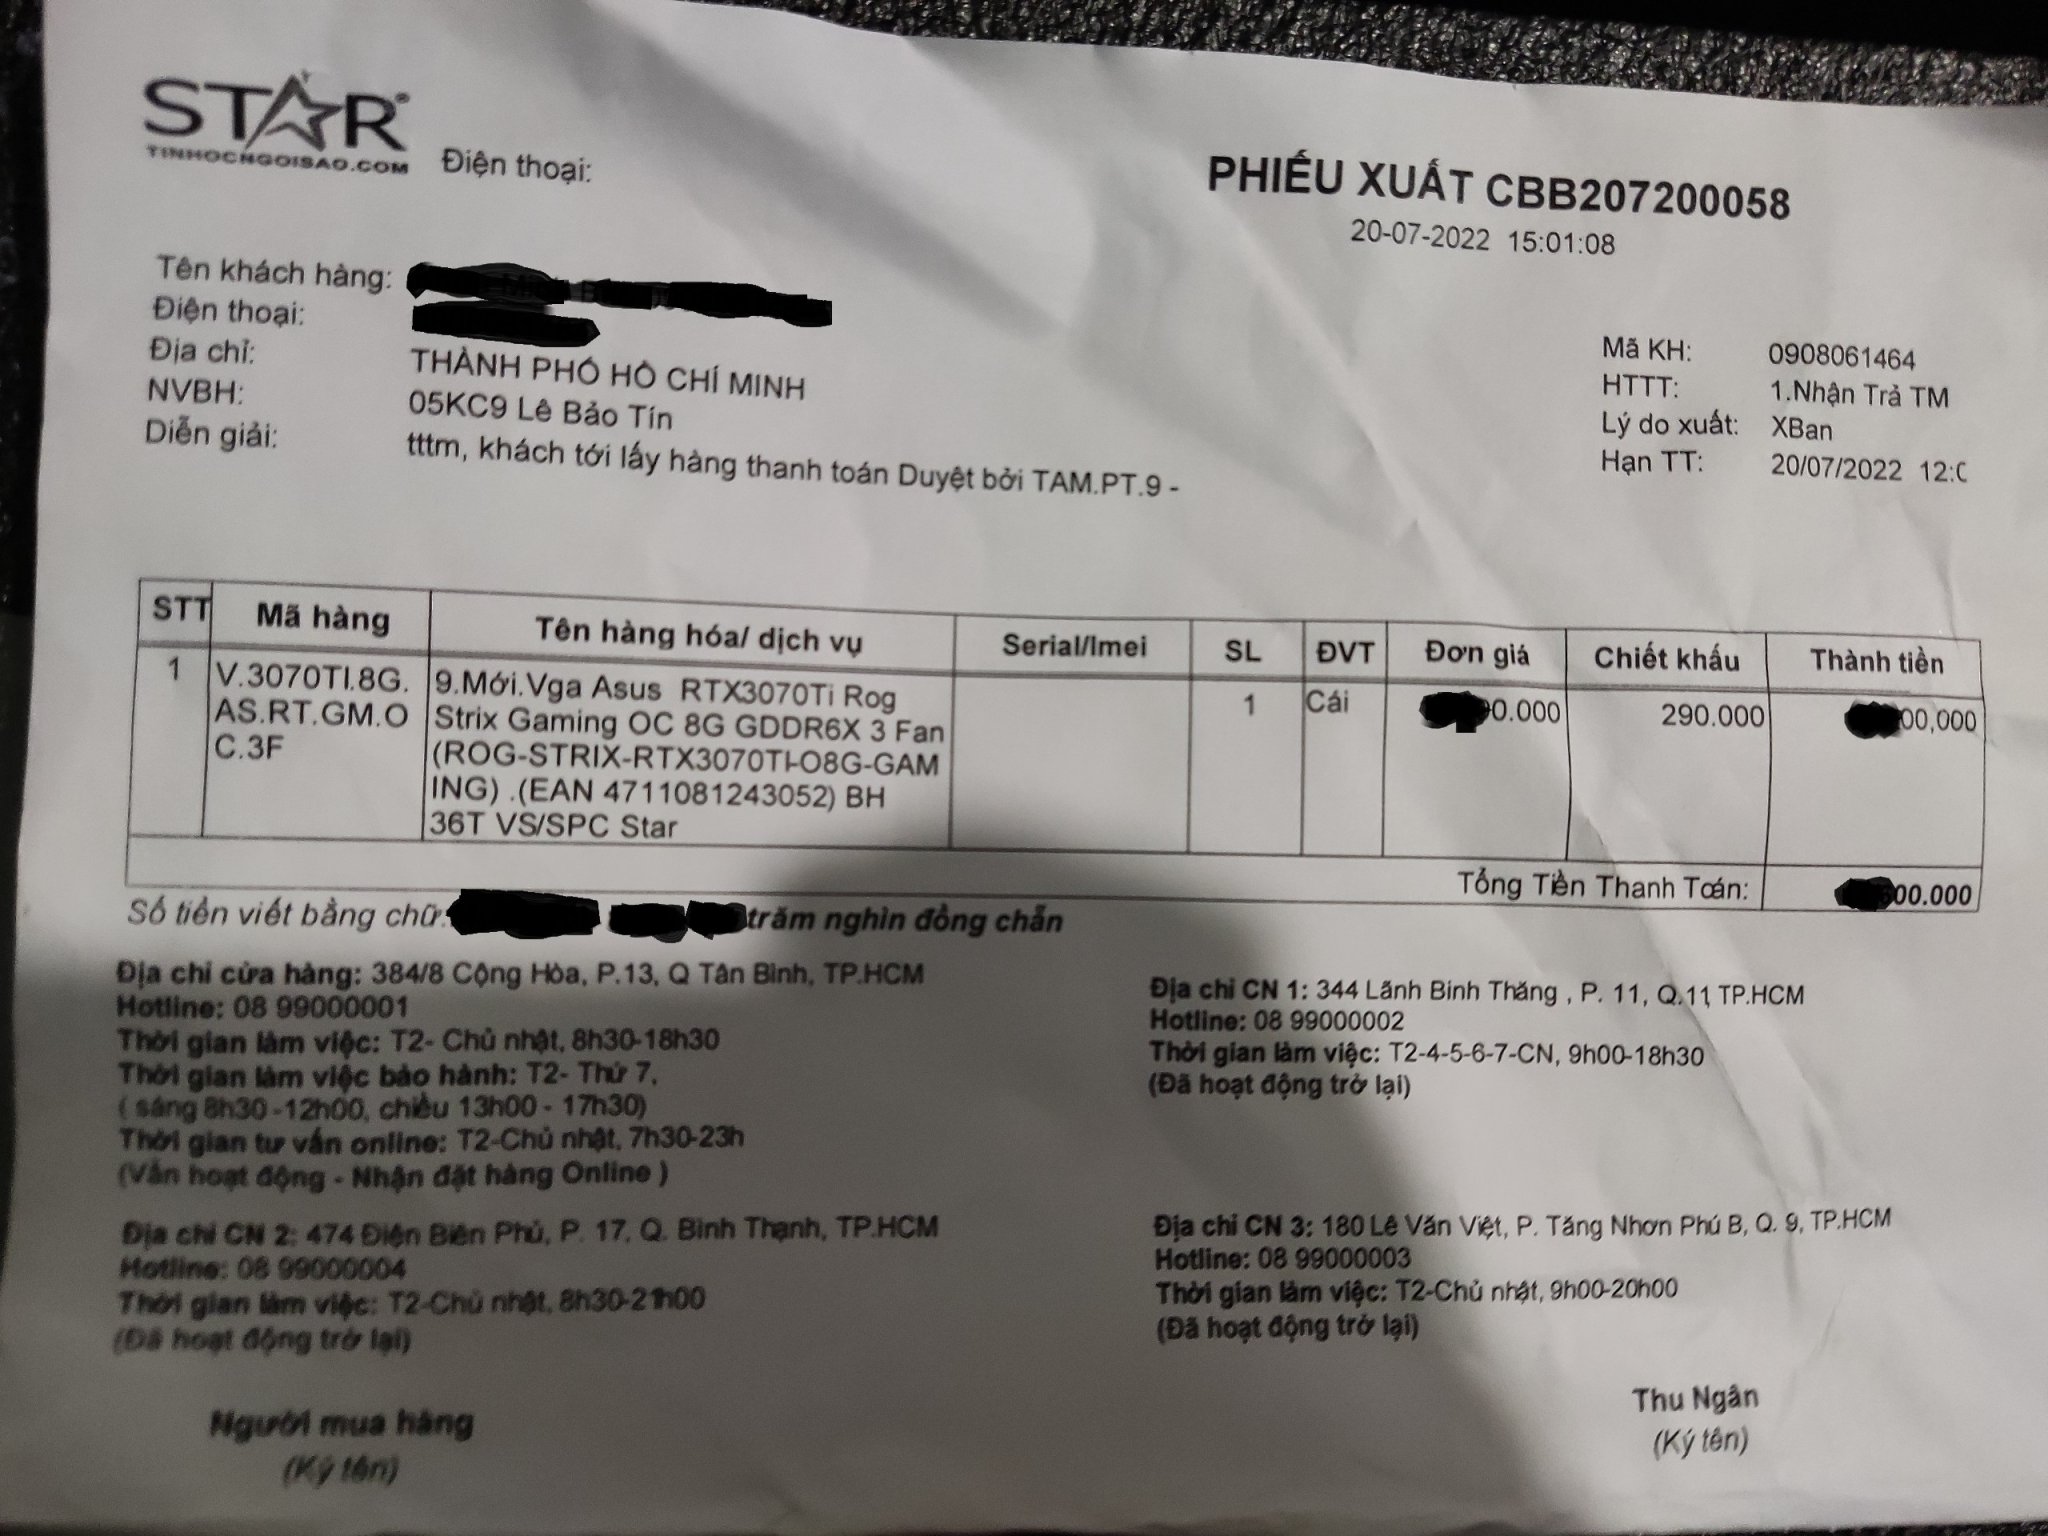 STAR
TINHOCNGOISAO.COM
Điện thoại:
PHIẾU XUẤT CBB207200058
20-07-2022 15:01:08
Tên khách hàng:
Điện thoại:
Địa chỉ: THÀNH PHỐ HỒ CHÍ MINH
NVBH: 05KC9 Lê Bảo Tín
Diễn giải: tttm, khách tới lấy hàng thanh toán Duyệt bởi TAM.PT.9 -
Mã KH: 0908061464
HTTT: 1.Nhận Trả TM
Lý do xuất: XBan
Hạn TT: 20/07/2022 12:0
STT Mã hàng Tên hàng hóa/ dịch vụ Serial/Imei SL ĐVT Đơn giá Chiết khấu Thành tiền
1 V.3070TI.8G. 9.Mới.Vga Asus RTX3070Ti Rog 1 Cái 0.000 290.000 00,000
AS.RT.GM.O Strix Gaming OC 8G GDDR6X 3 Fan
C.3F (ROG-STRIX-RTX3070TI-O8G-GAM
ING) .(EAN 4711081243052) BH
36T VS/SPC Star
Tổng Tiền Thanh Toán: 00.000
Số tiền viết bằng chữ: trăm nghìn đồng chẵn
Địa chỉ cửa hàng: 384/8 Cộng Hòa, P.13, Q Tân Bình, TP.HCM
Hotline: 08 99000001
Thời gian làm việc: T2- Chủ nhật, 8h30-18h30
Thời gian làm việc bảo hành: T2- Thứ 7,
( sáng 8h30 -12h00, chiều 13h00 - 17h30)
Thời gian tư vấn online: T2-Chủ nhật, 7h30-23h
(Vẫn hoạt động - Nhận đặt hàng Online )
Địa chỉ CN 1: 344 Lãnh Binh Thăng , P. 11, Q.11, TP.HCM
Hotline: 08 99000002
Thời gian làm việc: T2-4-5-6-7-CN, 9h00-18h30
(Đã hoạt động trở lại)
Địa chỉ CN 2: 474 Điện Biên Phủ, P. 17, Q. Bình Thạnh, TP.HCM
Hotline: 08 99000004
Thời gian làm việc: T2-Chủ nhật, 8h30-21h00
(Đã hoạt động trở lại)
Địa chỉ CN 3: 180 Lê Văn Việt, P. Tăng Nhơn Phú B, Q. 9, TP.HCM
Hotline: 08 99000003
Thời gian làm việc: T2-Chủ nhật, 9h00-20h00
(Đã hoạt động trở lại)
Người mua hàng
(Ký tên)
Thu Ngân
(Ký tên)